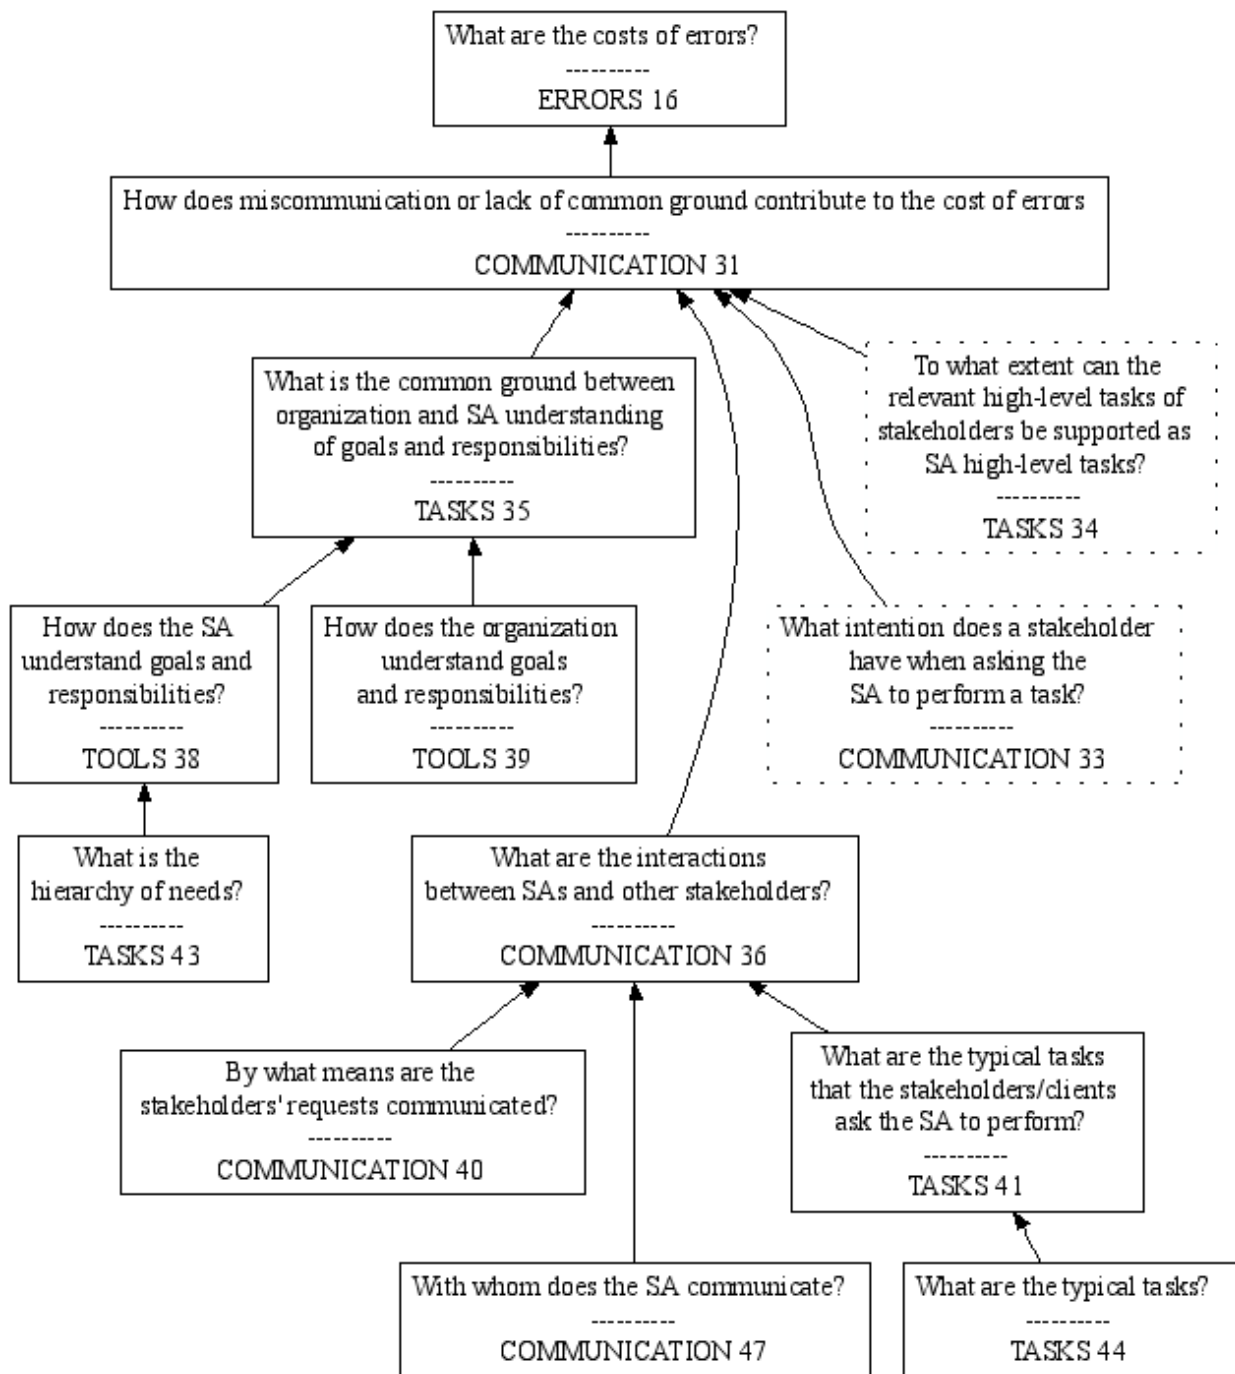 What are the costs of errors?
----------
ERRORS 16
How does miscommunication or lack of common ground contribute to the cost of errors
----------
COMMUNICATION 31
What is the common ground between
organization and SA understanding
of goals and responsibilities?
----------
TASKS 35
To what extent can the
relevant high-level tasks of
stakeholders be supported as
SA high-level tasks?
----------
TASKS 34
How does the SA
understand goals and
responsibilities?
----------
TOOLS 38
How does the organization
understand goals
and responsibilities?
----------
TOOLS 39
What intention does a stakeholder
have when asking the
SA to perform a task?
----------
COMMUNICATION 33
What is the
hierarchy of needs?
----------
TASKS 43
What are the interactions
between SAs and other stakeholders?
----------
COMMUNICATION 36
By what means are the
stakeholders' requests communicated?
----------
COMMUNICATION 40
What are the typical tasks
that the stakeholders/clients
ask the SA to perform?
----------
TASKS 41
With whom does the SA communicate?
----------
COMMUNICATION 47
What are the typical tasks?
----------
TASKS 44